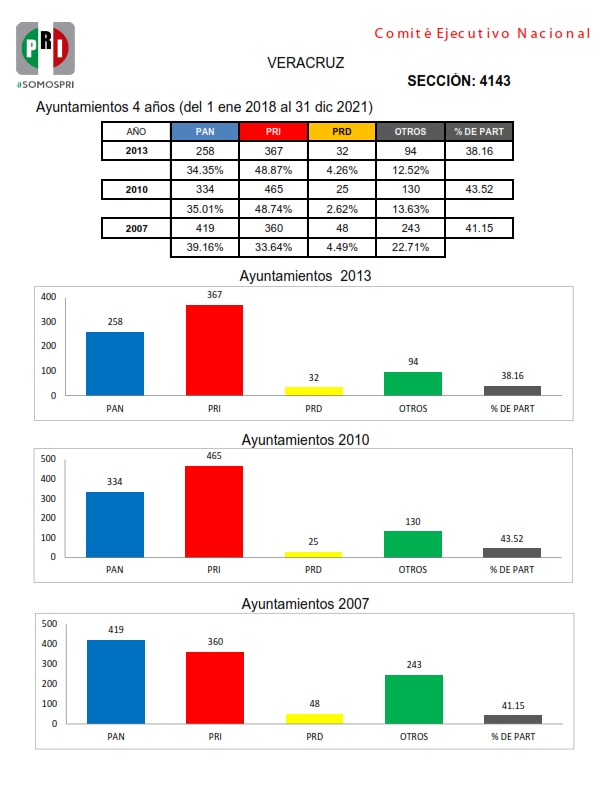 Comité Ejecutivo Nacional
PRI
#SOMOSPRI
VERACRUZ
SECCIÓN: 4143
Ayuntamientos 4 años (del 1 ene 2018 al 31 dic 2021)
AÑO PAN PRI PRD OTROS % DE PART
2013 258 367 32 94 38.16
34.35% 48.87% 4.26% 12.52%
2010 334 465 25 130 43.52
35.01% 48.74% 2.62% 13.63%
2007 419 360 48 243 41.15
39.16% 33.64% 4.49% 22.71%
Ayuntamientos 2013
400
300
200
100
0
258
367
32
94
38.16
PAN PRI PRD OTROS % DE PART
Ayuntamientos 2010
500
400
300
200
100
0
334
465
25
130
43.52
PAN PRI PRD OTROS % DE PART
Ayuntamientos 2007
500
400
300
200
100
0
419
360
48
243
41.15
PAN PRI PRD OTROS % DE PART